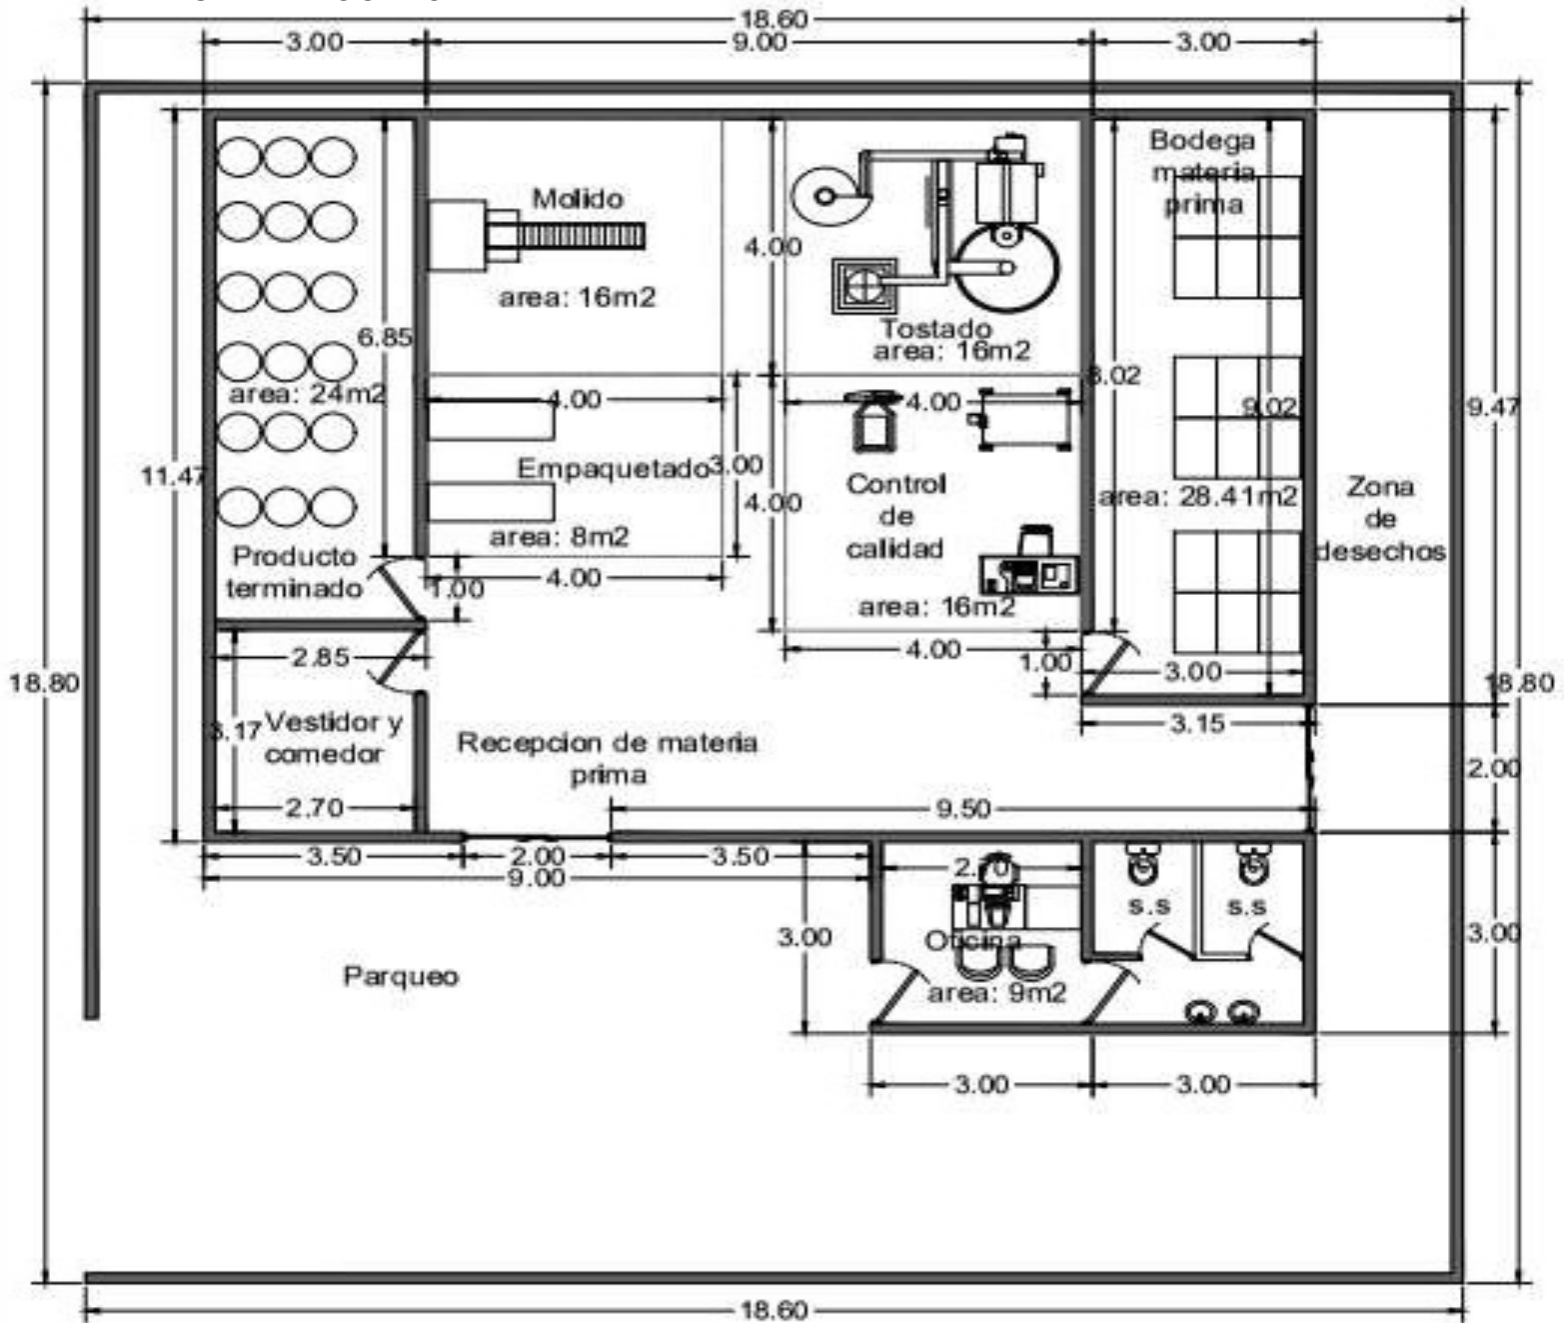 18.60
3.00
9.00
3.00
Bodega
materia
prima
Molido
4.00
area: 16m2
Tostado
area: 16m2
6.85
area: 24m2
4.00
4.00
8.02
9.02
9.47
11.47
Empaquetado
3.00
4.00
Control
de
calidad
area: 28.41m2
Zona
de
desechos
area: 8m2
Producto
terminado
4.00
1.00
area: 16m2
2.85
4.00
1.00
3.00
18.80
18.80
3.17
Vestidor y
comedor
Recepcion de materia
prima
3.15
2.00
2.70
9.50
3.50
2.00
3.50
9.00
2.70
s.s
s.s
3.00
Oficina
3.00
Parqueo
area: 9m2
3.00
3.00
18.60